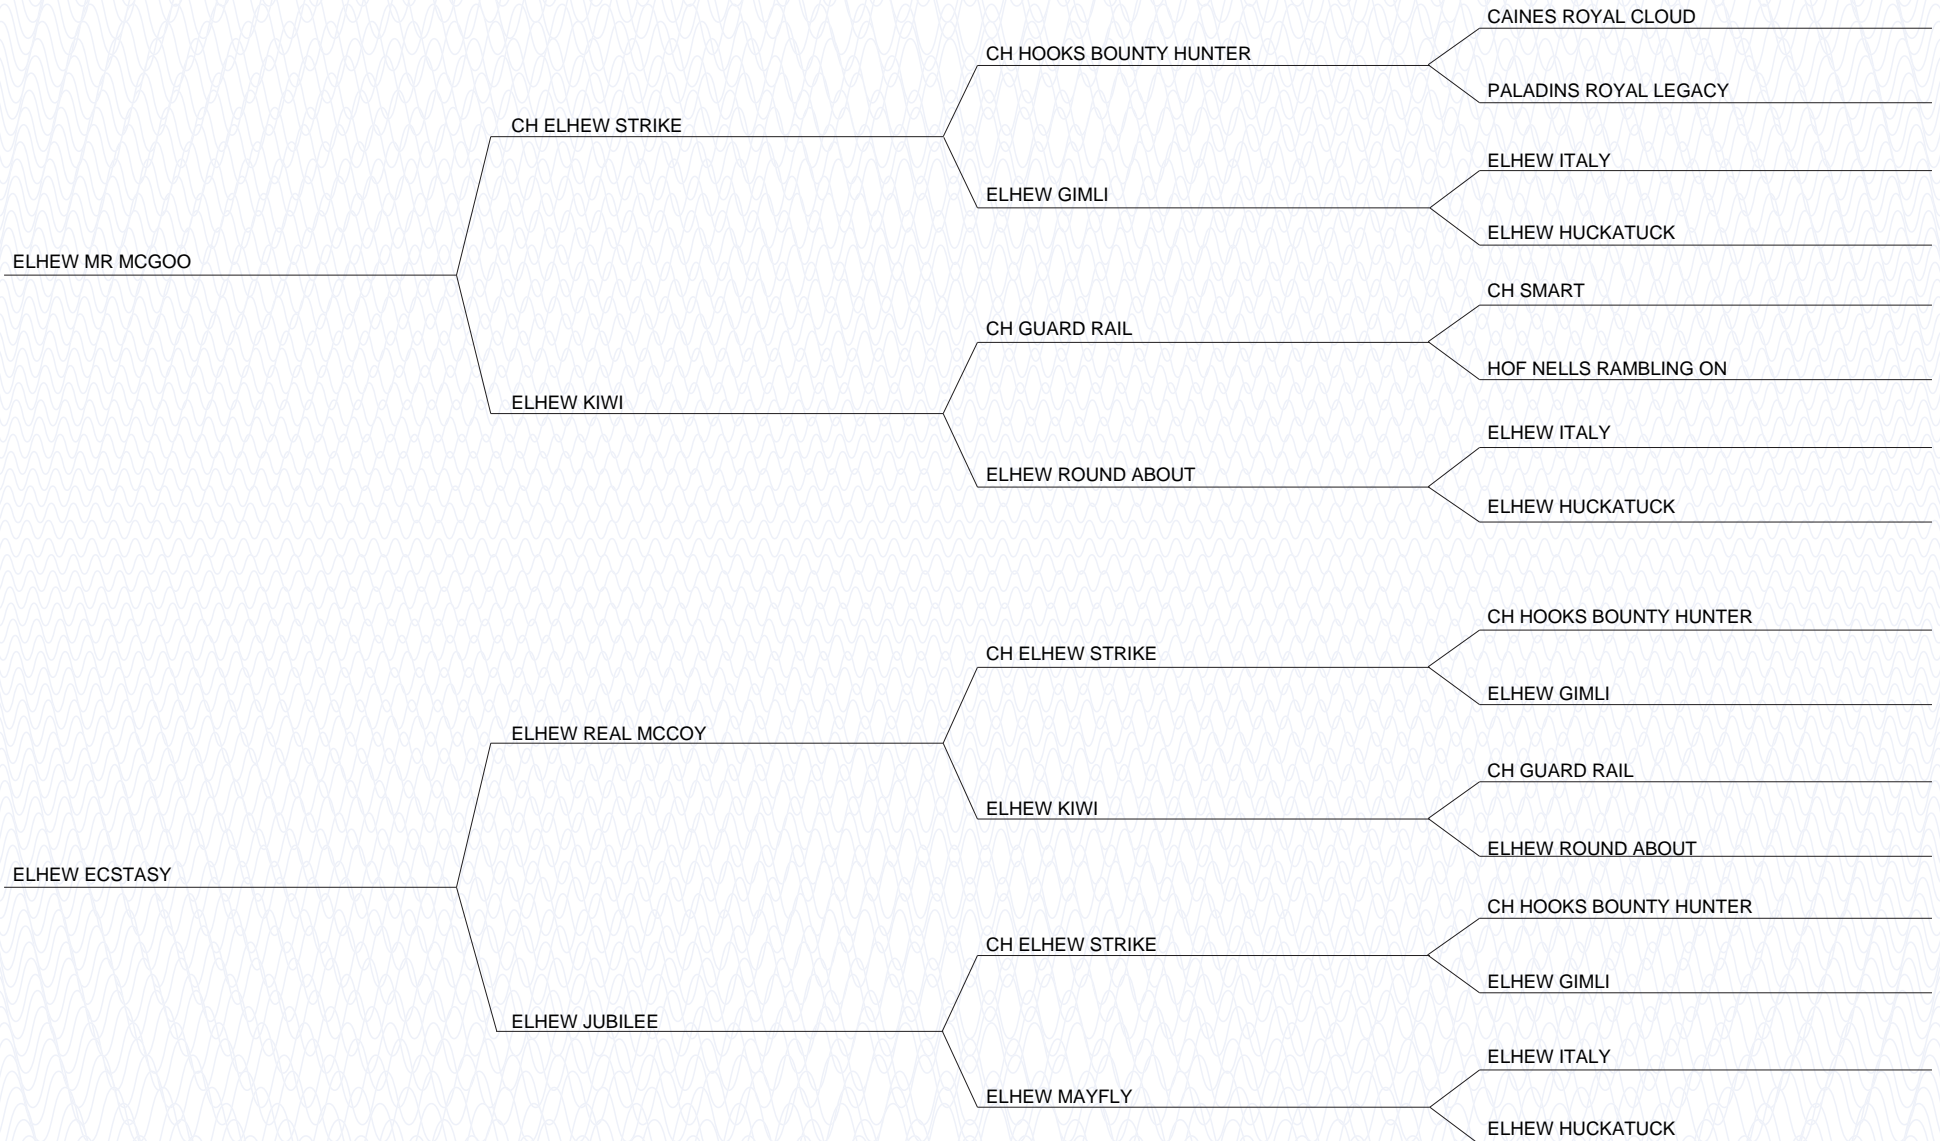 CAINES ROYAL CLOUD
CH HOOKS BOUNTY HUNTER
PALADINS ROYAL LEGACY
CH ELHEW STRIKE
ELHEW ITALY
ELHEW GIMLI
ELHEW HUCKATUCK
ELHEW MR MCGOO
CH SMART
CH GUARD RAIL
HOF NELLS RAMBLING ON
ELHEW KIWI
ELHEW ITALY
ELHEW ROUND ABOUT
ELHEW HUCKATUCK
CH HOOKS BOUNTY HUNTER
CH ELHEW STRIKE
ELHEW GIMLI
ELHEW REAL MCCOY
CH GUARD RAIL
ELHEW KIWI
ELHEW ROUND ABOUT
ELHEW ECSTASY
CH HOOKS BOUNTY HUNTER
CH ELHEW STRIKE
ELHEW GIMLI
ELHEW JUBILEE
ELHEW ITALY
ELHEW MAYFLY
ELHEW HUCKATUCK